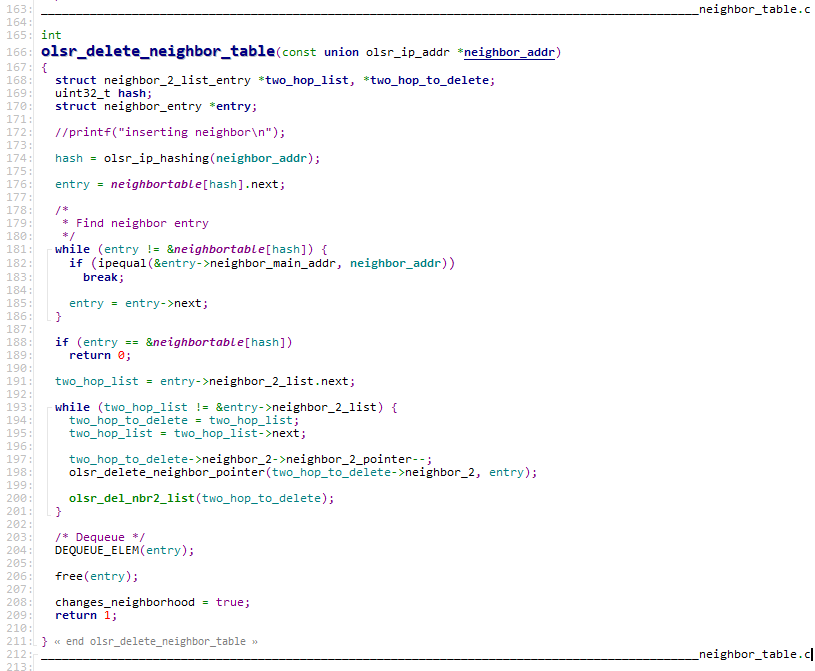 163: ______________________________________________________________________________________________neighbor_table.c
164:
165: int
166: olsr_delete_neighbor_table(const union olsr_ip_addr *neighbor_addr)
167: {
168:   struct neighbor_2_list_entry *two_hop_list, *two_hop_to_delete;
169:   uint32_t hash;
170:   struct neighbor_entry *entry;
171:
172:   //printf("inserting neighbor\n");
173:
174:   hash = olsr_ip_hashing(neighbor_addr);
175:
176:   entry = neighbortable[hash].next;
177:
178:   /*
179:    * Find neighbor entry
180:    */
181:   while (entry != &neighbortable[hash]) {
182:     if (ipequal(&entry->neighbor_main_addr, neighbor_addr))
183:       break;
184:
185:     entry = entry->next;
186:   }
187:
188:   if (entry == &neighbortable[hash])
189:     return 0;
190:
191:   two_hop_list = entry->neighbor_2_list.next;
192:
193:   while (two_hop_list != &entry->neighbor_2_list) {
194:     two_hop_to_delete = two_hop_list;
195:     two_hop_list = two_hop_list->next;
196:
197:     two_hop_to_delete->neighbor_2->neighbor_2_pointer--;
198:     olsr_delete_neighbor_pointer(two_hop_to_delete->neighbor_2, entry);
199:
200:     olsr_del_nbr2_list(two_hop_to_delete);
201:   }
202:
203:   /* Dequeue */
204:   DEQUEUE_ELEM(entry);
205:
206:   free(entry);
207:
208:   changes_neighborhood = true;
209:   return 1;
210:
211: } « end olsr_delete_neighbor_table »
212: ______________________________________________________________________________________________neighbor_table.c
213: